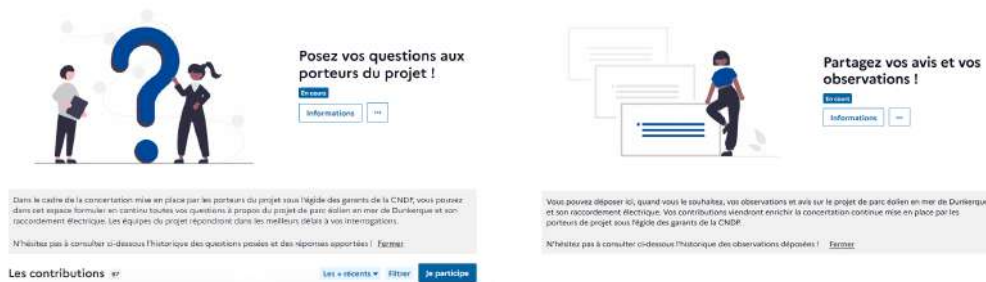 Posez vos questions aux
porteurs du projet !
En cours
Informations ...
Dans le cadre de la concertation mise en place par les porteurs du projet sous l'égide des garants de la CNDP, vous pouvez
dans cet espace formuler en continu toutes vos questions à propos du projet de parc éolien en mer de Dunkerque et son
raccordement électrique. Les équipes du projet répondront dans les meilleurs délais à vos interrogations.
N'hésitez pas à consulter ci-dessous l'historique des questions posées et des réponses apportées ! Fermer
Les contributions 97
Les + récents Filtrer Je participe
Partagez vos avis et vos
observations !
En cours
Informations ...
Vous pouvez déposer ici, quand vous le souhaitez, vos observations et avis sur le projet de parc éolien en mer de Dunkerque
et son raccordement électrique. Vos contributions viendront enrichir la concertation continue mise en place par les
porteurs de projet sous l'égide des garants de la CNDP.
N'hésitez pas à consulter ci-dessous l'historique des observations déposées ! Fermer